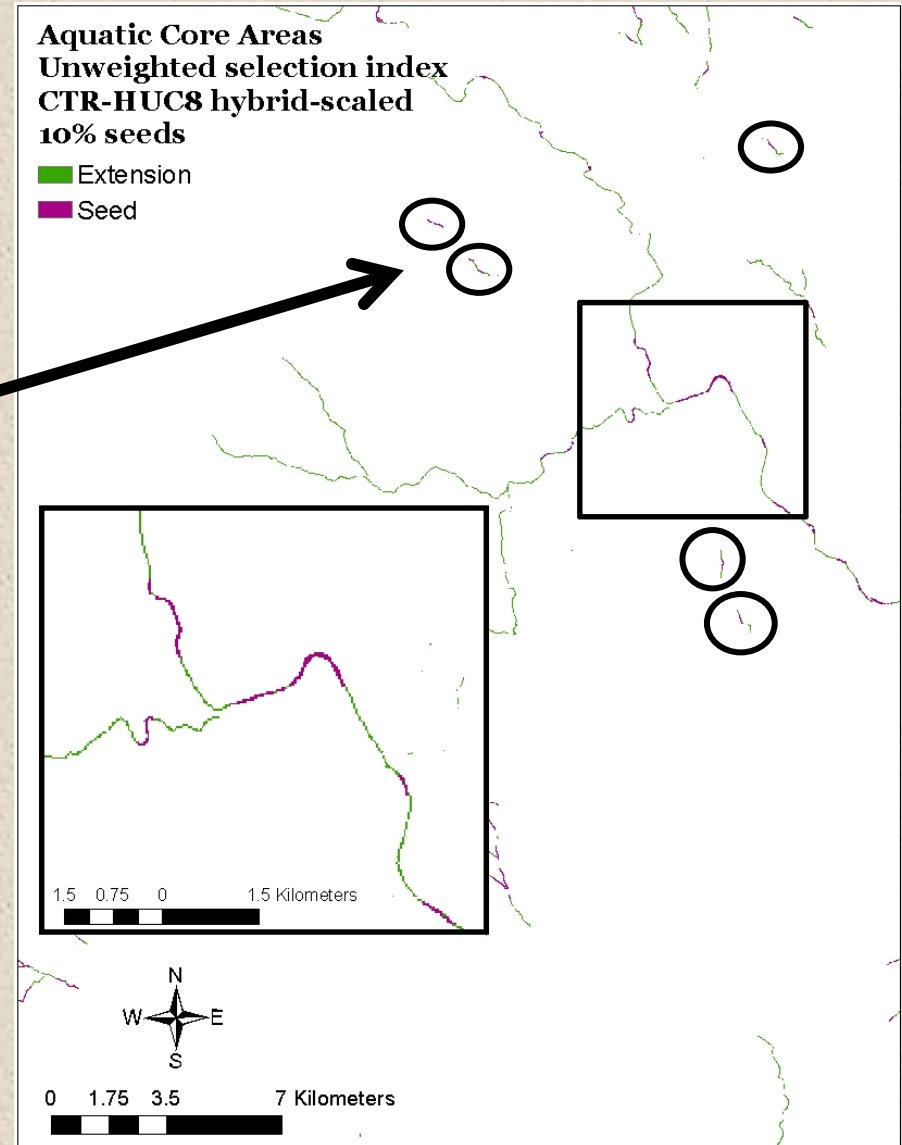 Aquatic Core Areas
Unweighted selection index
CTR-HUC8 hybrid-scaled
10% seeds
Extension
Seed
1.5 0.75 0 1.5 Kilometers
N
W E
S
0 1.75 3.5 7 Kilometers